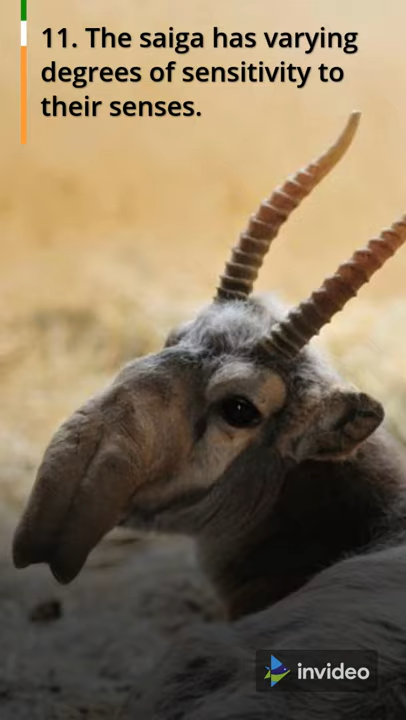 11. The saiga has varying
degrees of sensitivity to
their senses.
invideo